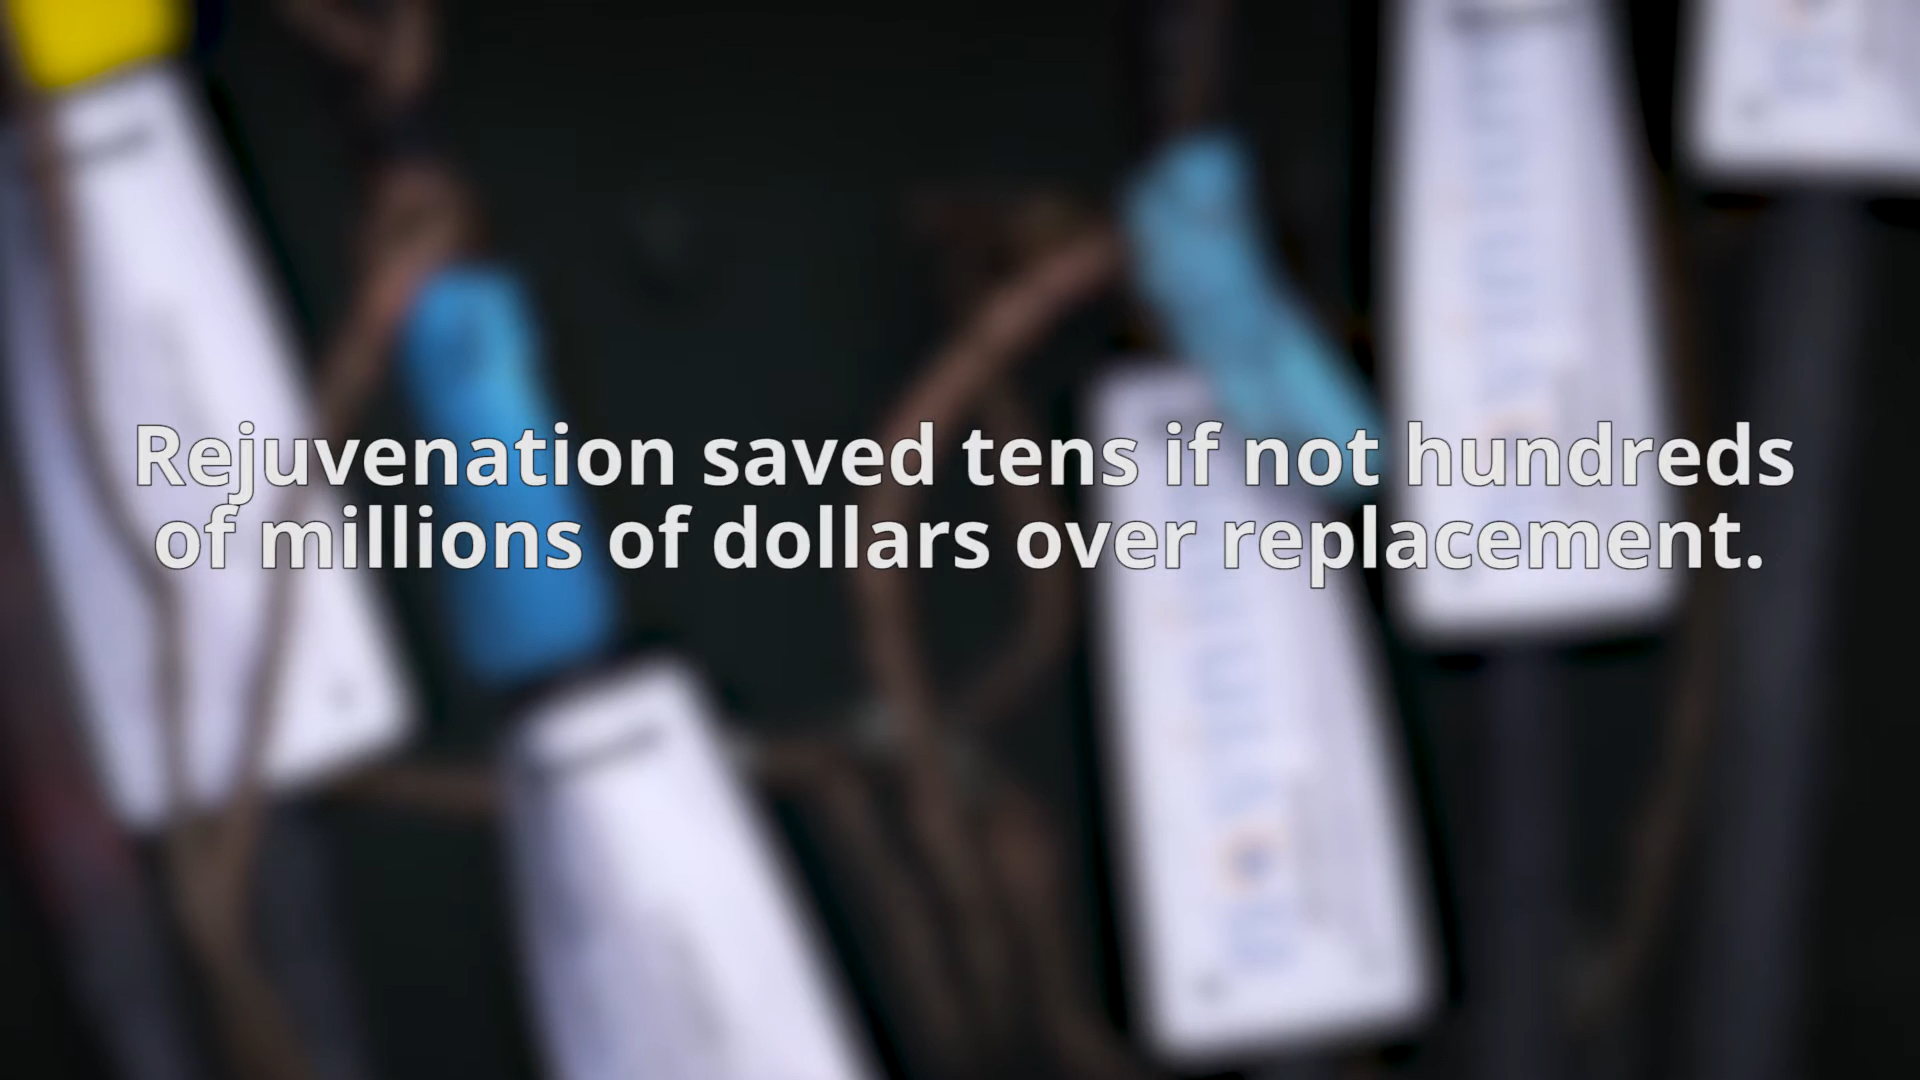 Rejuvenation saved tens if not hundreds
of millions of dollars over replacement.